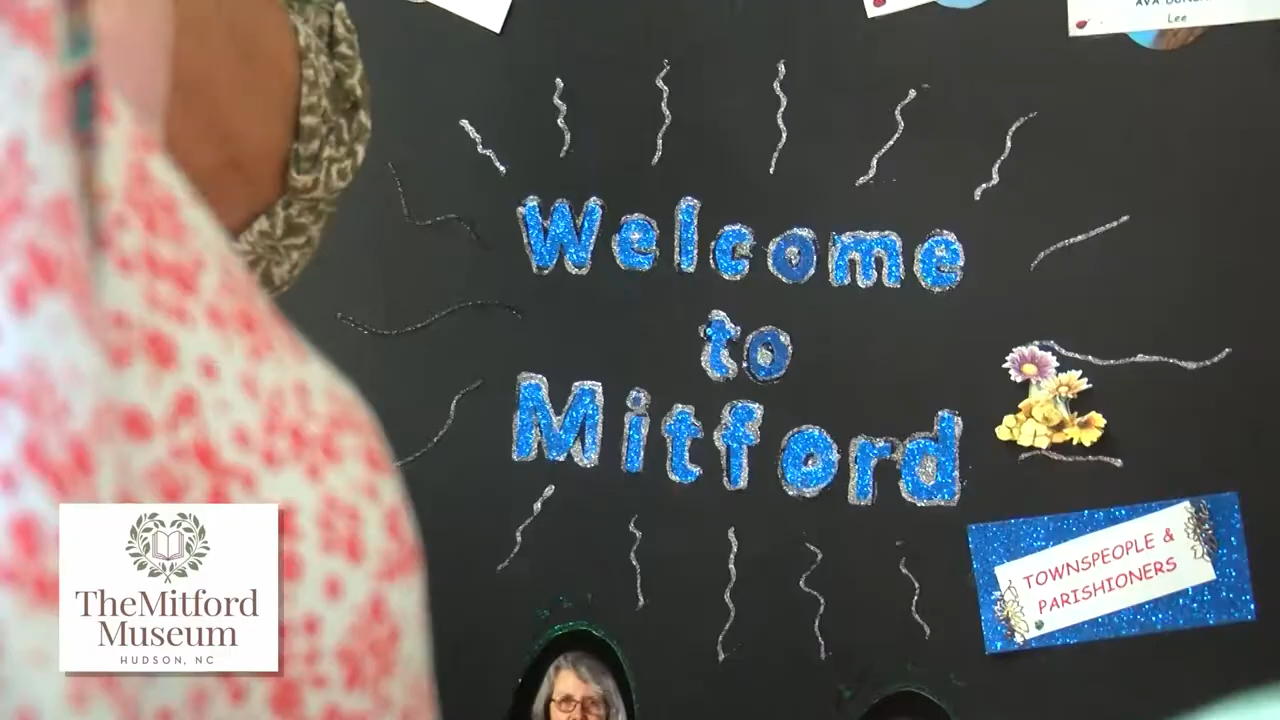 Lee
Welcome
to
Mitford
TOWNSPEOPLE &
PARISHIONERS
TheMitford
Museum
HUDSON, NC